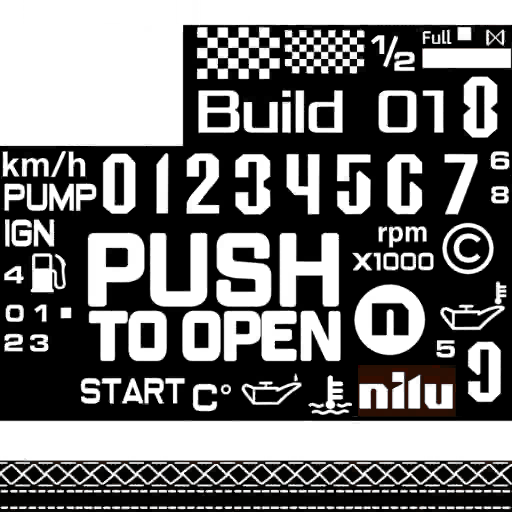 ½ Full
Build 01 8
km/h 0 1 2 3 4 5 6 7 6
PUMP 8
IGN rpm ©
4 PUSH X1000
0 1 n
2 3 TO OPEN 5 9
START C° nilu